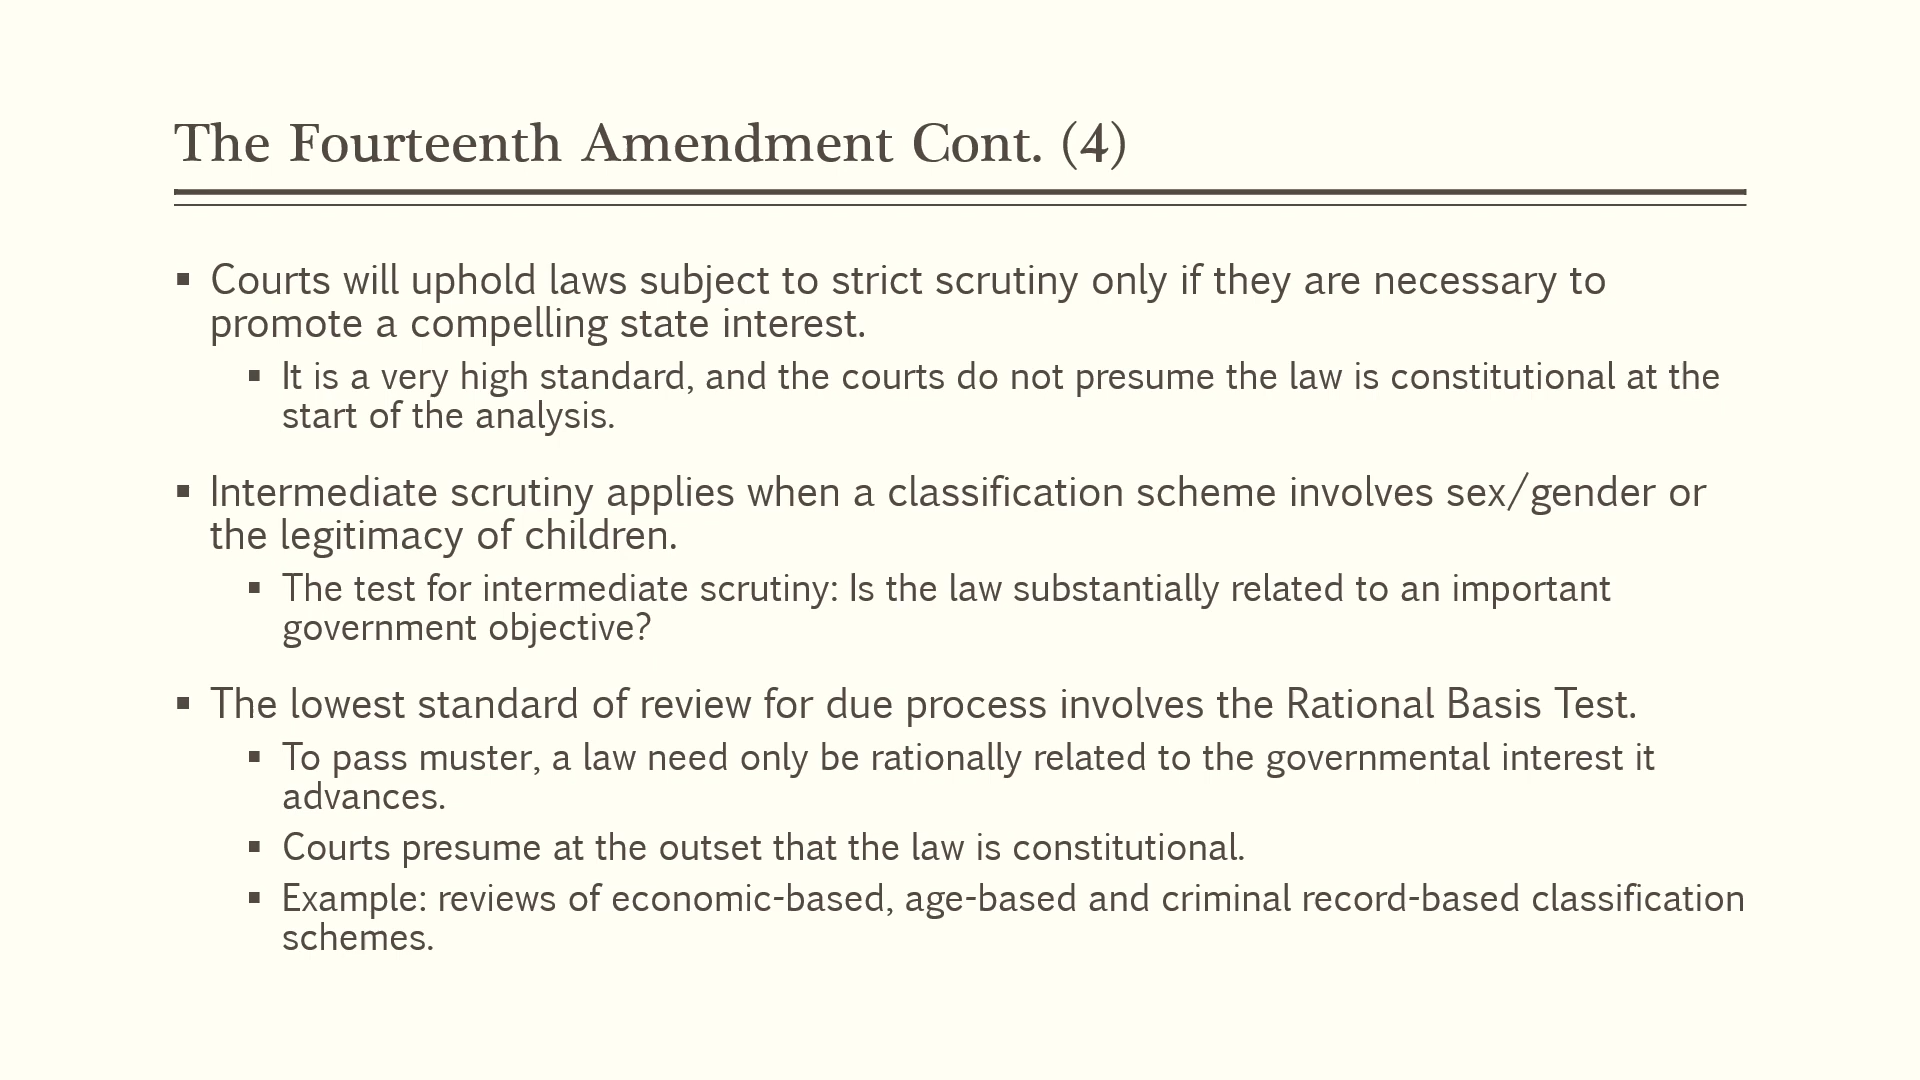 The Fourteenth Amendment Cont. (4)
▪ Courts will uphold laws subject to strict scrutiny only if they are necessary to
promote a compelling state interest.
▪ It is a very high standard, and the courts do not presume the law is constitutional at the
start of the analysis.
▪ Intermediate scrutiny applies when a classification scheme involves sex/gender or
the legitimacy of children.
▪ The test for intermediate scrutiny: Is the law substantially related to an important
government objective?
▪ The lowest standard of review for due process involves the Rational Basis Test.
▪ To pass muster, a law need only be rationally related to the governmental interest it
advances.
▪ Courts presume at the outset that the law is constitutional.
▪ Example: reviews of economic-based, age-based and criminal record-based classification
schemes.